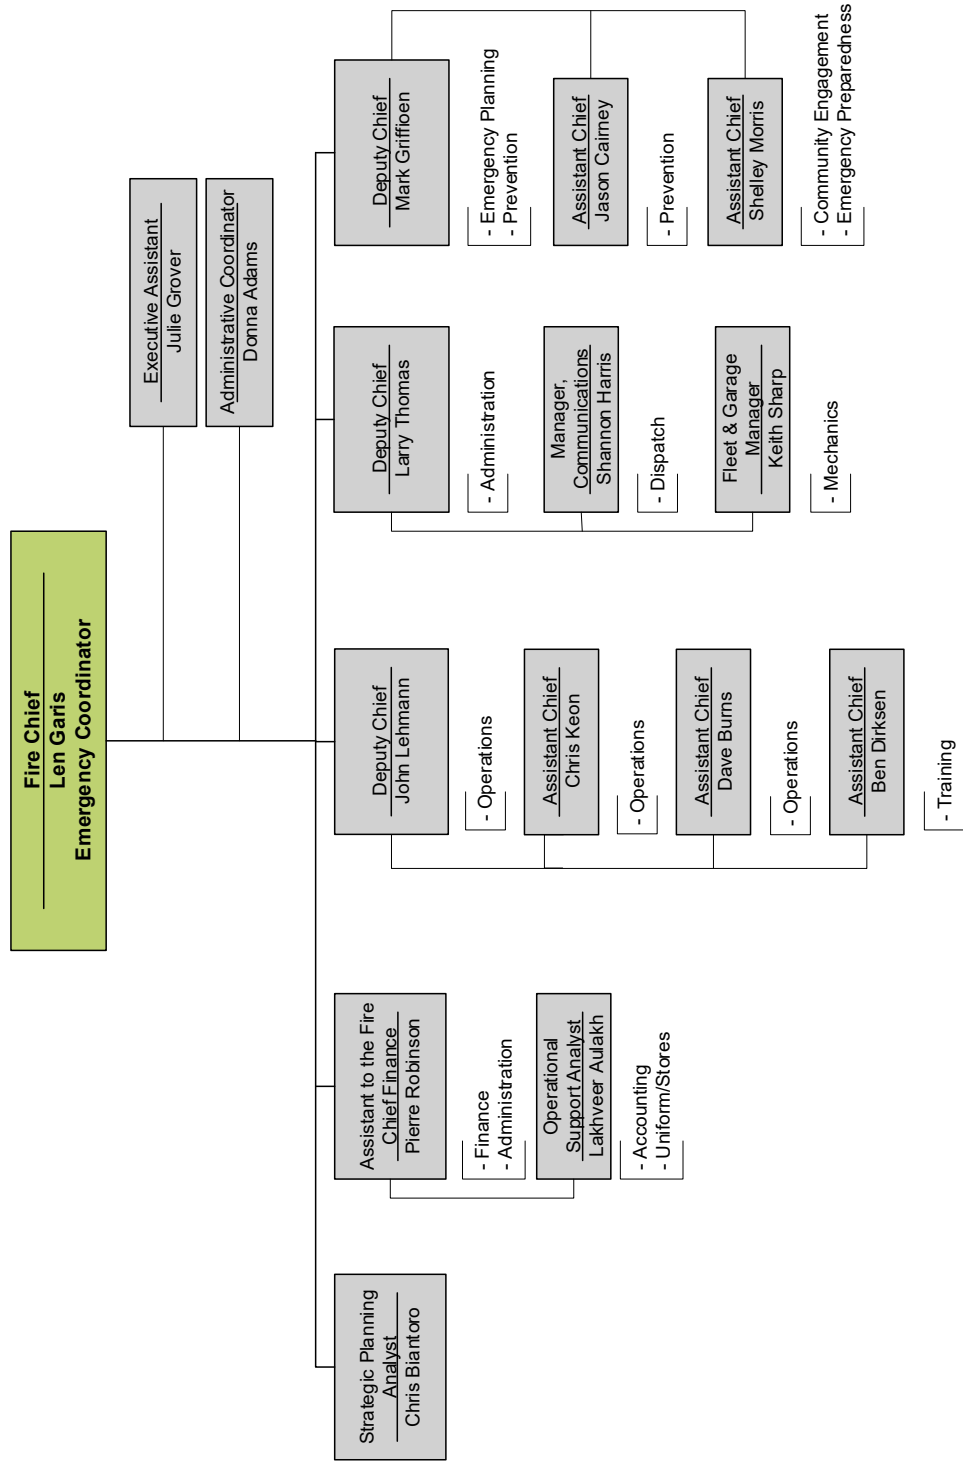 Fire Chief
Len Garis
Emergency Coordinator
Executive Assistant
Julie Grover
Administrative Coordinator
Donna Adams
Strategic Planning
Analyst
Chris Biantoro
Assistant to the Fire
Chief Finance
Pierre Robinson
- Finance
- Administration
Operational
Support Analyst
Lakhveer Aulakh
- Accounting
- Uniform/Stores
Deputy Chief
John Lehmann
- Operations
Assistant Chief
Chris Keon
- Operations
Assistant Chief
Dave Burns
- Operations
Assistant Chief
Ben Dirksen
- Training
Deputy Chief
Larry Thomas
- Administration
Manager,
Communications
Shannon Harris
- Dispatch
Fleet & Garage
Manager
Keith Sharp
- Mechanics
Deputy Chief
Mark Griffioen
- Emergency Planning
- Prevention
Assistant Chief
Jason Cairney
- Prevention
Assistant Chief
Shelley Morris
- Community Engagement
- Emergency Preparedness